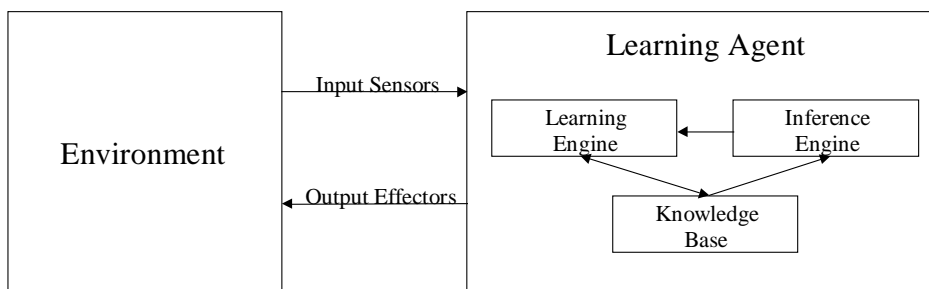 Learning Agent
Input Sensors
Learning
Engine
Inference
Engine
Environment
Output Effectors
Knowledge
Base